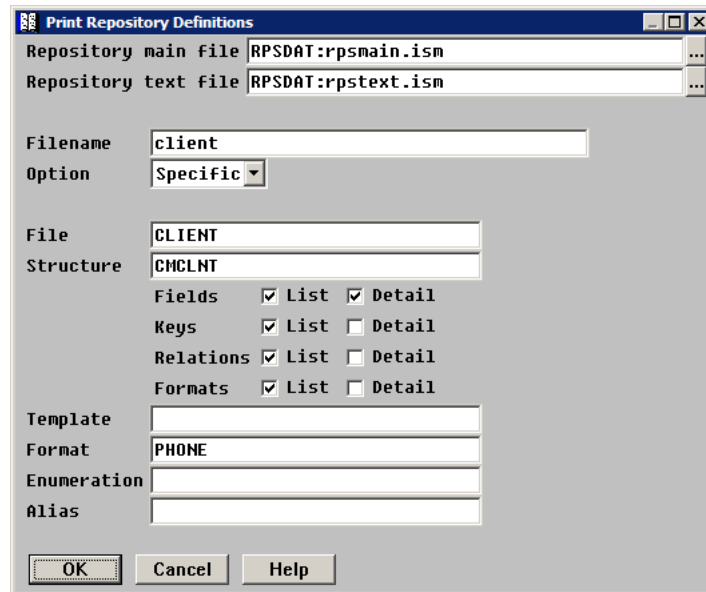 Print Repository Definitions
Repository main file RPSDAT:rpsmain.ism ...
Repository text file RPSDAT:rpstext.ism ...
Filename client
Option Specific
File CLIENT
Structure CMCLNT
Fields List Detail
Keys List Detail
Relations List Detail
Formats List Detail
Template
Format PHONE
Enumeration
Alias
OK Cancel Help